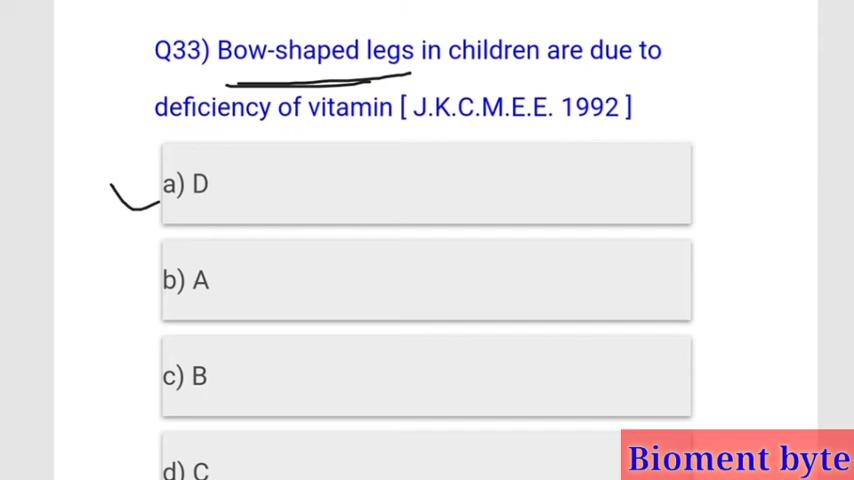 Q33) Bow-shaped legs in children are due to
deficiency of vitamin [ J.K.C.M.E.E. 1992 ]
a) D
b) A
c) B
d) C
Bioment byte